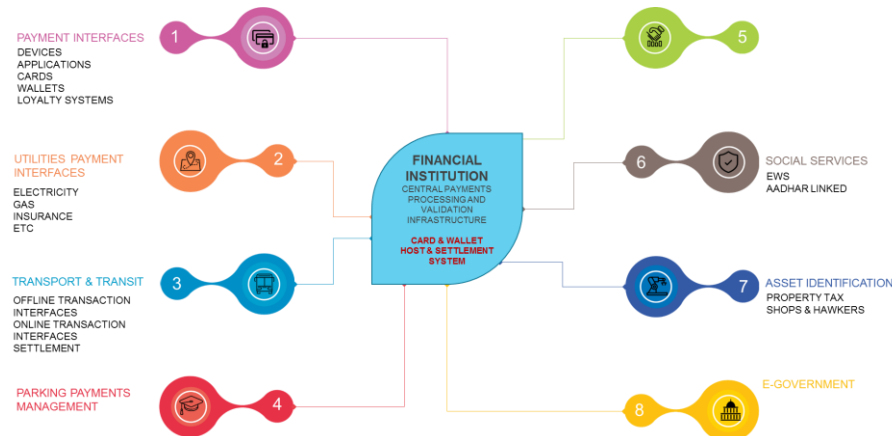 1
PAYMENT INTERFACES
DEVICES
APPLICATIONS
CARDS
WALLETS
LOYALTY SYSTEMS
2
UTILITIES PAYMENT
INTERFACES
ELECTRICITY
GAS
INSURANCE
ETC
3
TRANSPORT & TRANSIT
OFFLINE TRANSACTION
INTERFACES
ONLINE TRANSACTION
INTERFACES
SETTLEMENT
4
PARKING PAYMENTS
MANAGEMENT
FINANCIAL
INSTITUTION
CENTRAL PAYMENTS
PROCESSING AND
VALIDATION
INFRASTRUCTURE
CARD & WALLET
HOST & SETTLEMENT
SYSTEM
5
6
SOCIAL SERVICES
EWS
AADHAR LINKED
7
ASSET IDENTIFICATION
PROPERTY TAX
SHOPS & HAWKERS
8
E-GOVERNMENT